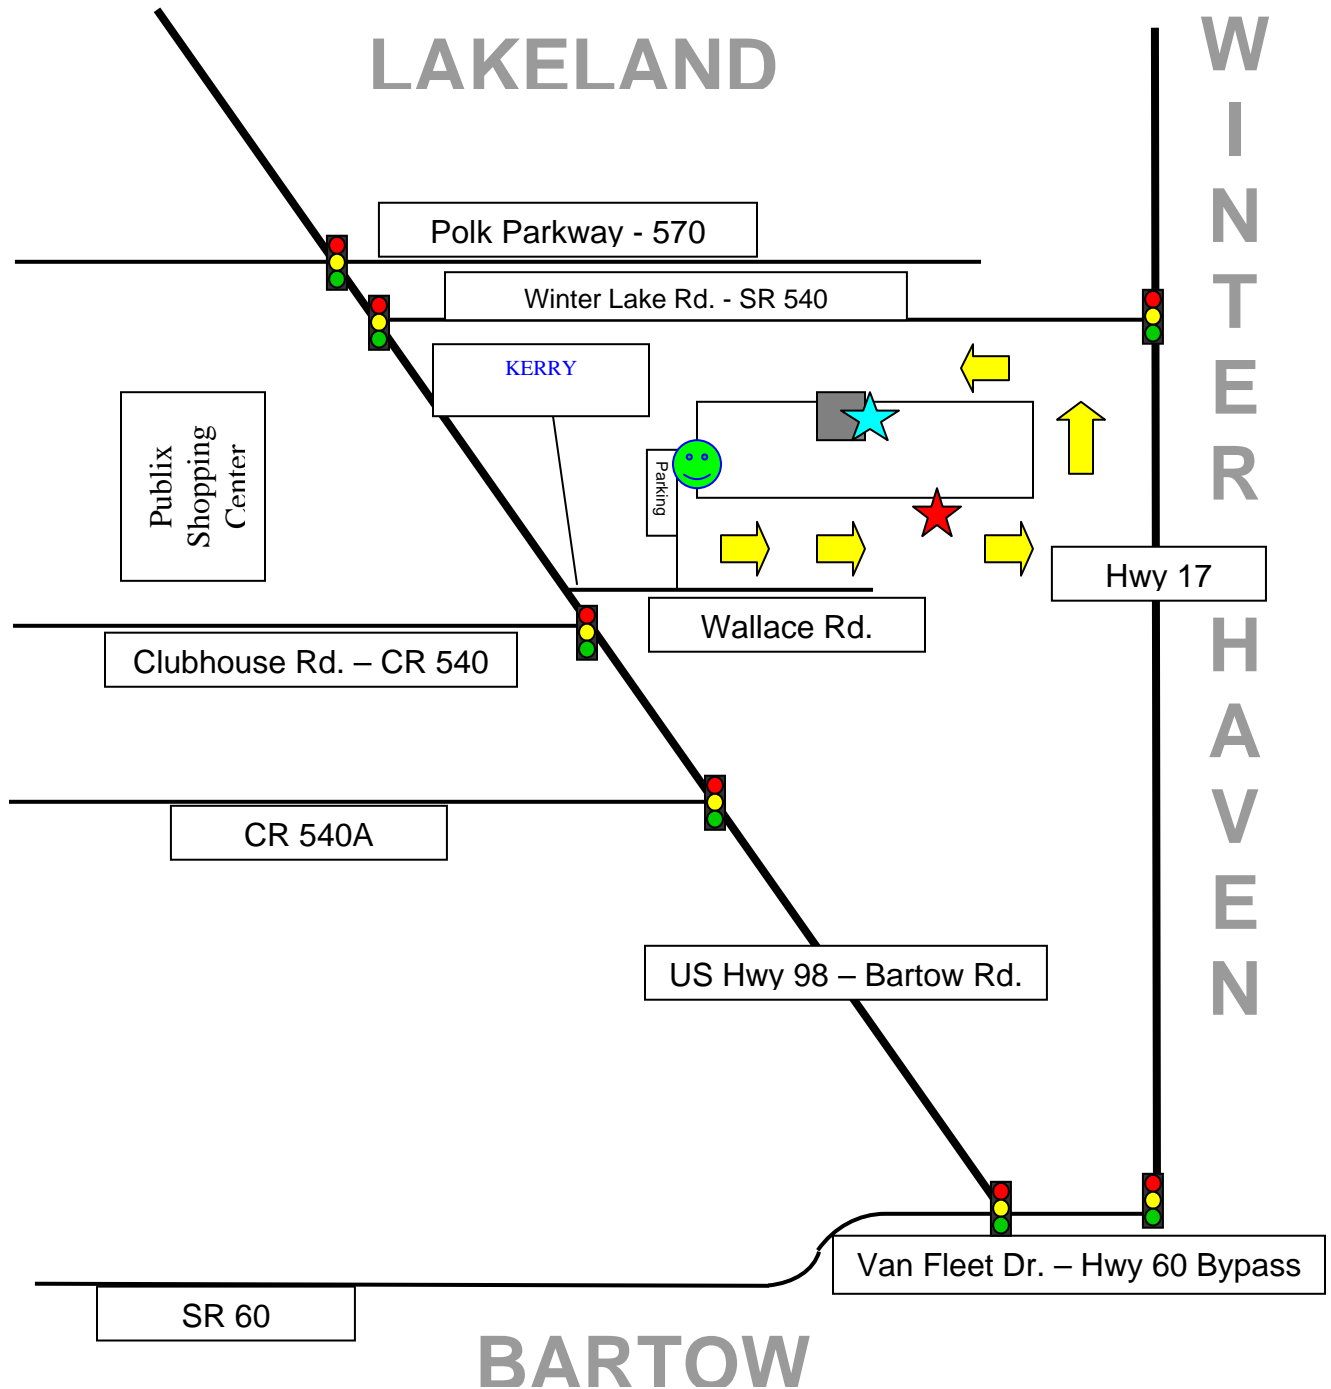 LAKELAND
WINTER HAVEN
Polk Parkway - 570
Winter Lake Rd. - SR 540
KERRY
Publix
Shopping
Center
Parking
Hwy 17
Wallace Rd.
Clubhouse Rd. – CR 540
CR 540A
US Hwy 98 – Bartow Rd.
Van Fleet Dr. – Hwy 60 Bypass
SR 60
BARTOW